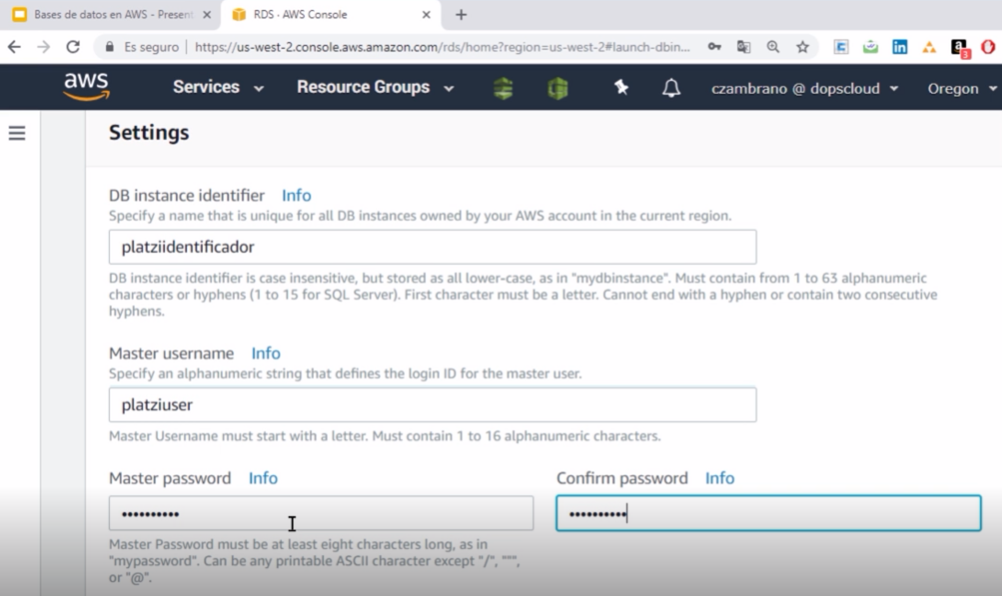 Bases de datos en AWS - Present
RDS · AWS Console
Es seguro
https://us-west-2.console.aws.amazon.com/rds/home?region=us-west-2#launch-dbin...
aws
Services
Resource Groups
czambrano @ dopscloud
Oregon
Settings
DB instance identifier Info
Specify a name that is unique for all DB instances owned by your AWS account in the current region.
platziidentificador
DB instance identifier is case insensitive, but stored as all lower-case, as in "mydbinstance". Must contain from 1 to 63 alphanumeric
characters or hyphens (1 to 15 for SQL Server). First character must be a letter. Cannot end with a hyphen or contain two consecutive
hyphens.
Master username Info
Specify an alphanumeric string that defines the login ID for the master user.
platziuser
Master Username must start with a letter. Must contain 1 to 16 alphanumeric characters.
Master password Info
Confirm password Info
••••••••••
••••••••••
Master Password must be at least eight characters long, as in
"mypassword". Can be any printable ASCII character except "/", """,
or "@".